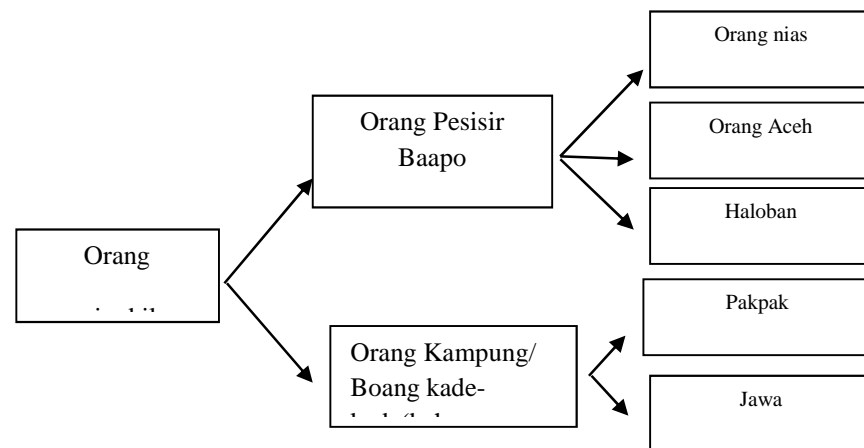 Orang
Orang Pesisir
Baapo
Orang Kampung/
Boang kade-
Orang nias
Orang Aceh
Haloban
Pakpak
Jawa